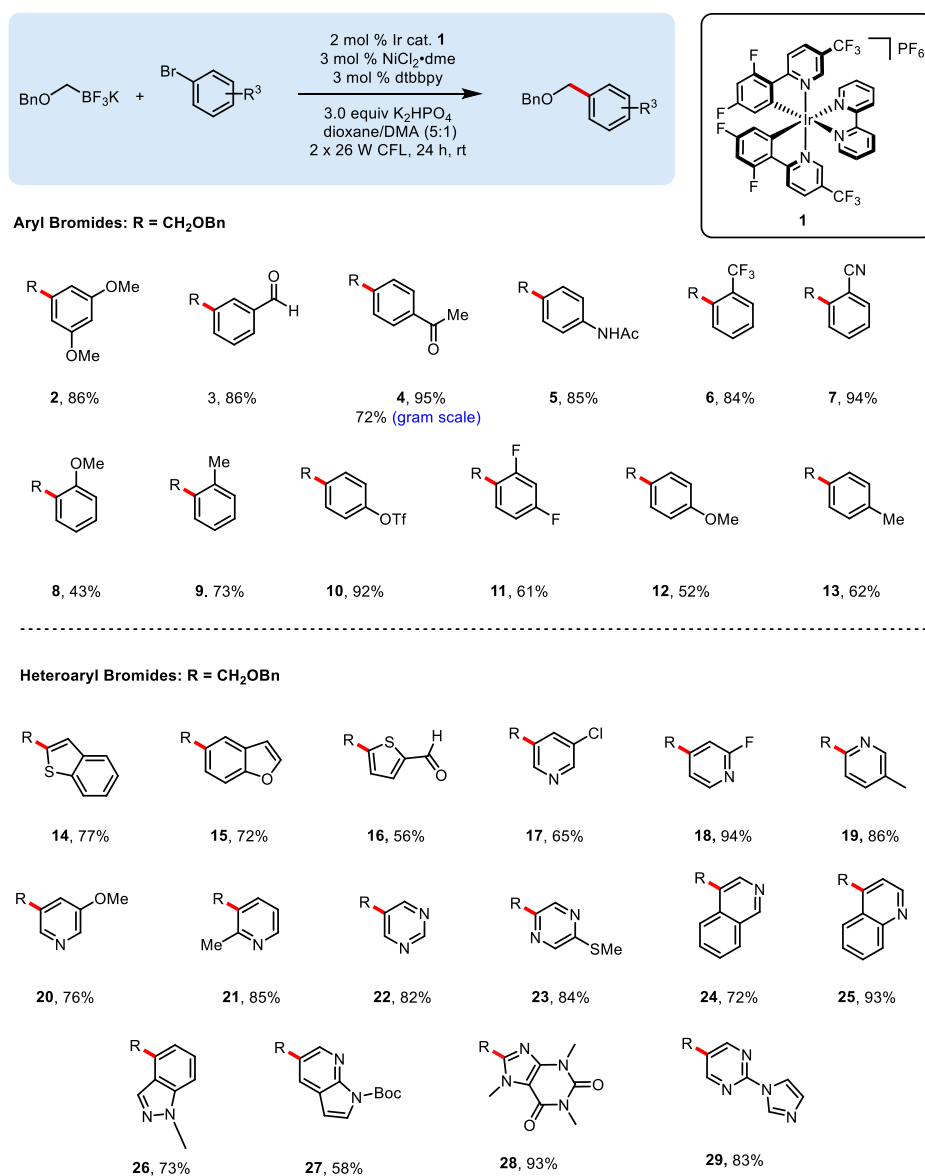 2 mol % Ir cat. 1
3 mol % NiCl2•dme
3 mol % dtbbpy
BnO BF3K + Br R3
BnO R3
3.0 equiv K2HPO4
dioxane/DMA (5:1)
2 x 26 W CFL, 24 h, rt
F CF3 PF6
N
F N
Ir
F N
N
F CF3
1
Aryl Bromides: R = CH2OBn
R OMe OMe
R O H
R Me O
R NHAc
R CF3
R CN
2, 86%
3, 86%
4, 95%
72% (gram scale)
5, 85%
6, 84%
7, 94%
R OMe
R Me
R OTf
R F F
R OMe
R Me
8, 43%
9. 73%
10, 92%
11, 61%
12, 52%
13, 62%
Heteroaryl Bromides: R = CH2OBn
R S
R O
R S H O
R Cl N
R F N
R N
14, 77%
15, 72%
16, 56%
17, 65%
18, 94%
19, 86%
R OMe N
R Me N
R N N
R N N SMe
R N
R N
20, 76%
21, 85%
22, 82%
23, 84%
24, 72%
25, 93%
R N N
R N N Boc
R N N N O N O
R N N N N
26, 73%
27, 58%
28, 93%
29, 83%